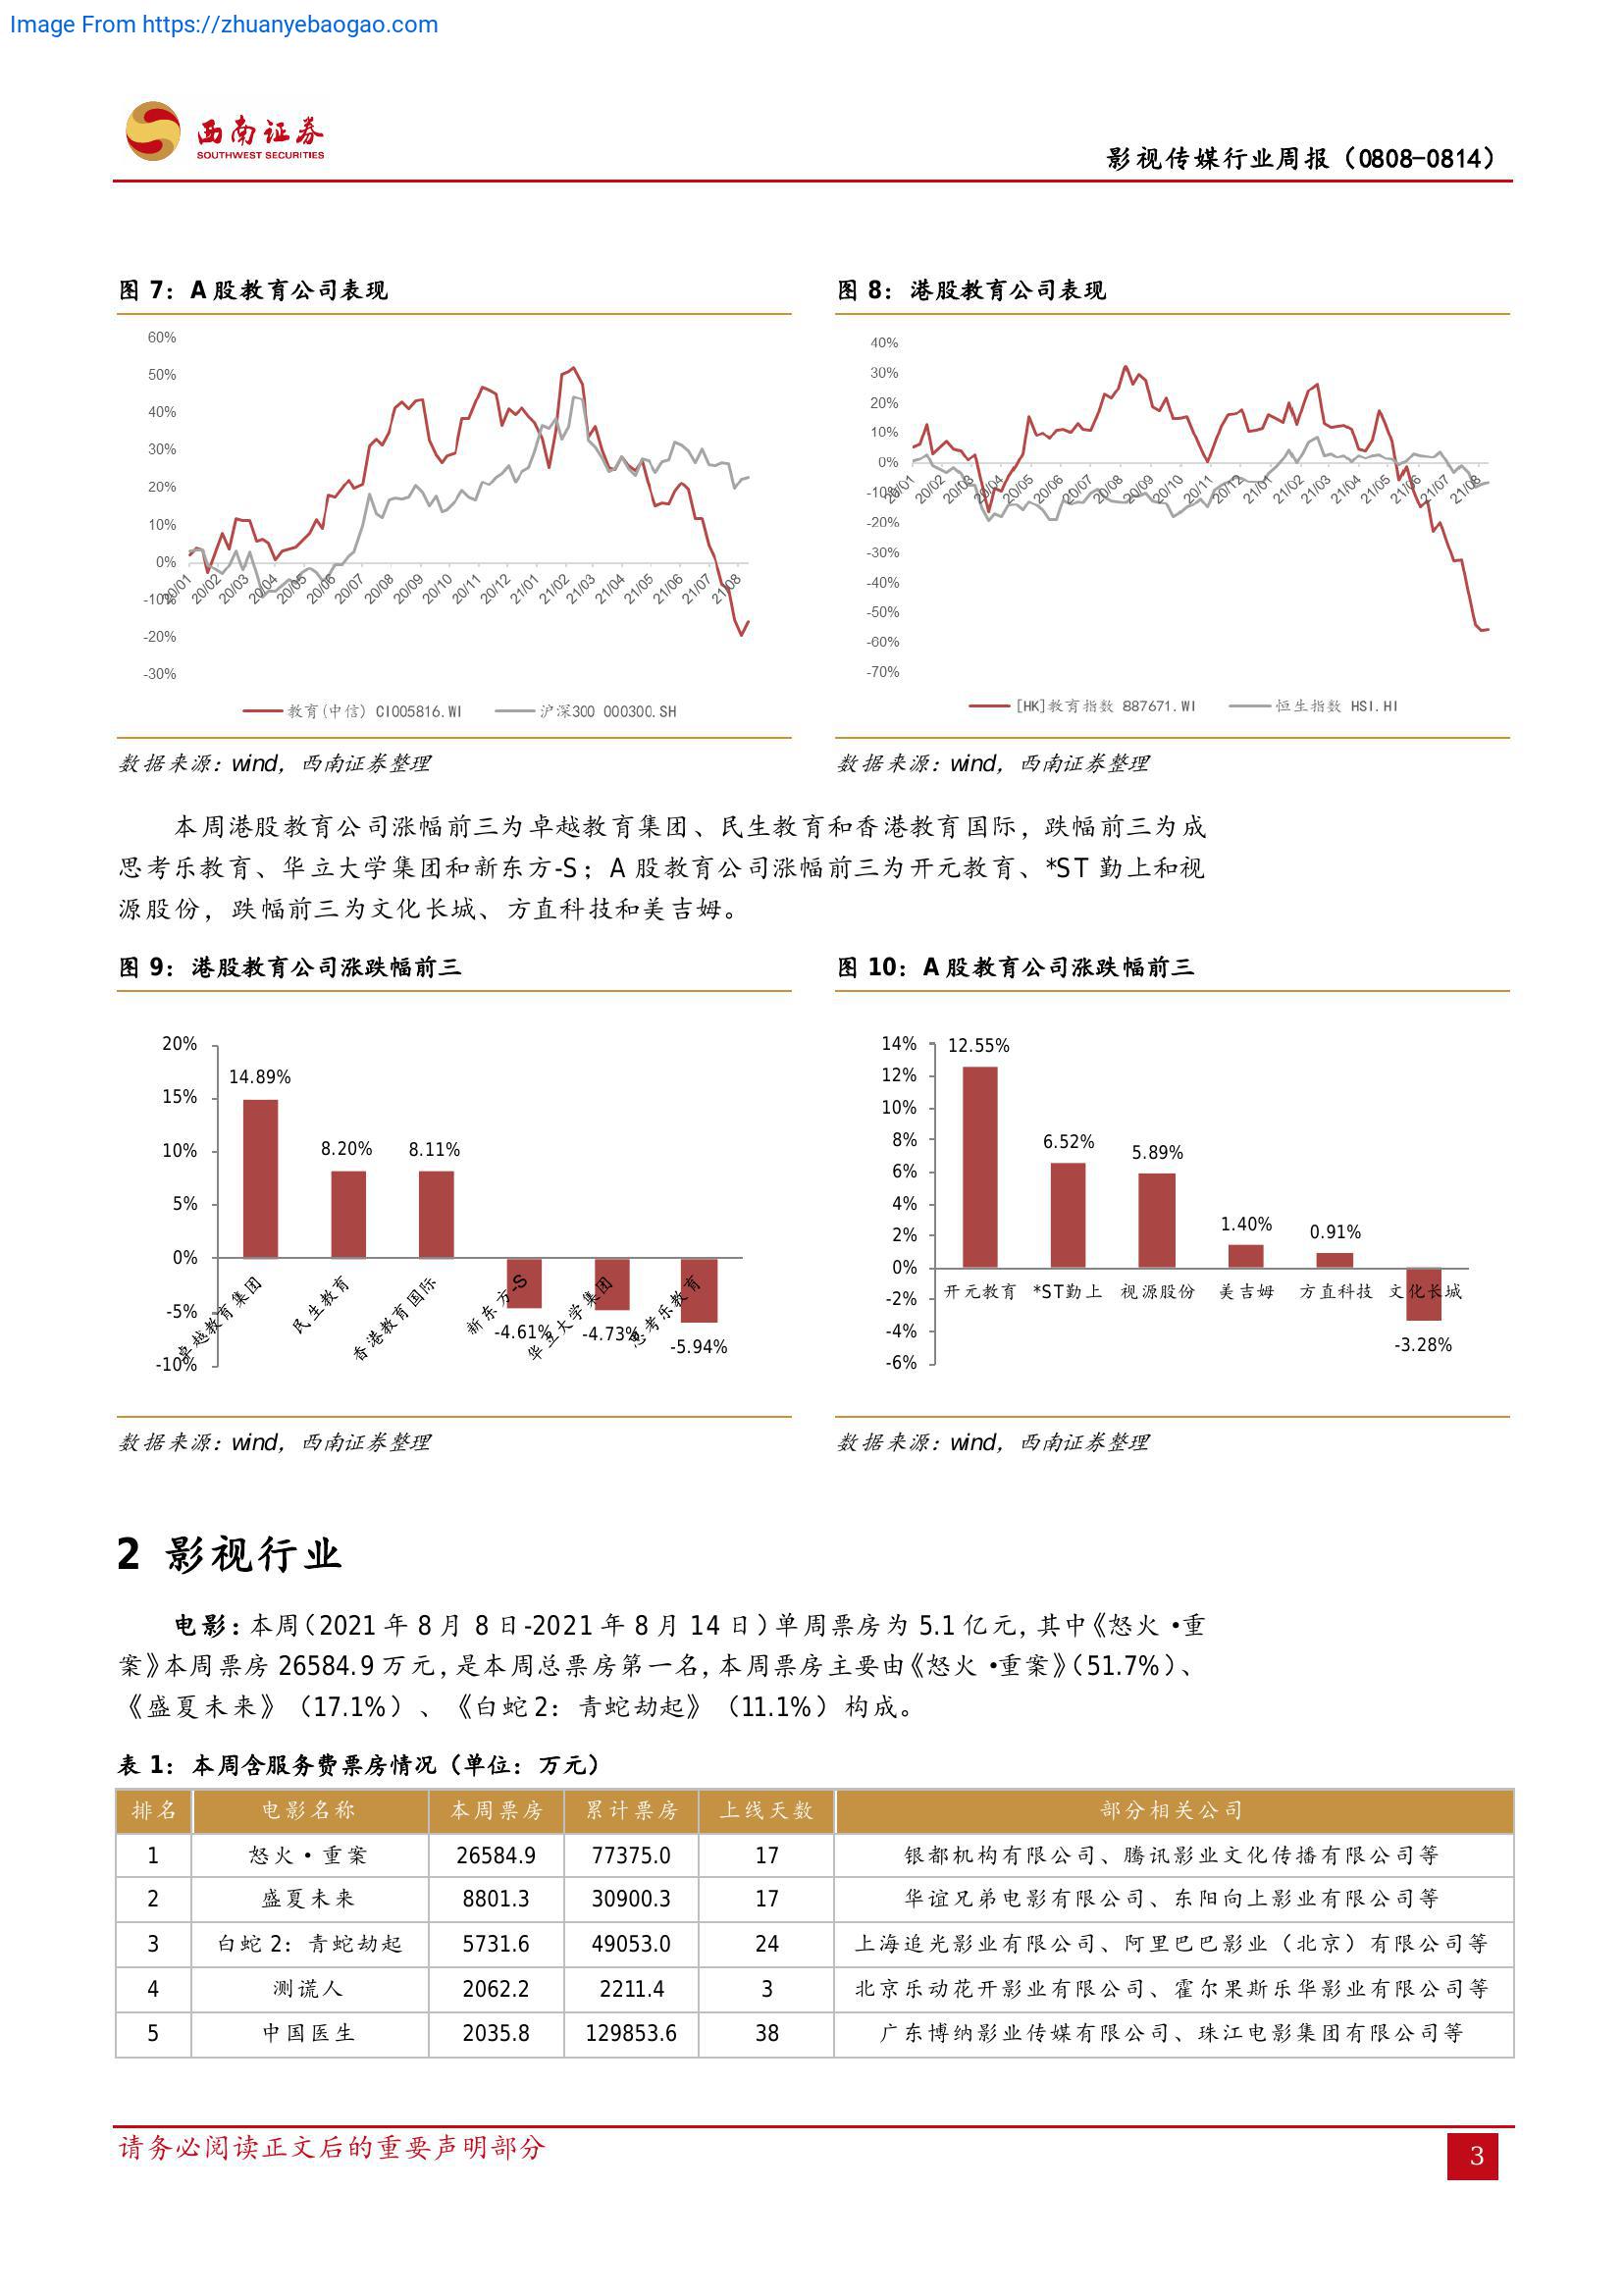 Image From https://zhuanyebaogao.com
西南证券
SOUTHWEST SECURITIES
影视传媒行业周报（0808-0814）
图 7：A 股教育公司表现
60%
50%
40%
30%
20%
10%
0%
-10%
-20%
-30%
20/01 20/02 20/03 20/04 20/05 20/06 20/07 20/08 20/09 20/10 20/11 20/12 21/01 21/02 21/03 21/04 21/05 21/06 21/07 21/08
教育(中信) CI005816.WI 沪深300 000300.SH
数据来源：wind，西南证券整理
图 8：港股教育公司表现
40%
30%
20%
10%
0%
-10%
-20%
-30%
-40%
-50%
-60%
-70%
20/01 20/02 20/03 20/04 20/05 20/06 20/07 20/08 20/09 20/10 20/11 20/12 21/01 21/02 21/03 21/04 21/05 21/06 21/07 21/08
[HK]教育指数 887671.WI 恒生指数 HSI.HI
数据来源：wind，西南证券整理
本周港股教育公司涨幅前三为卓越教育集团、民生教育和香港教育国际，跌幅前三为成
思考乐教育、华立大学集团和新东方-S；A 股教育公司涨幅前三为开元教育、*ST 勤上和视
源股份，跌幅前三为文化长城、方直科技和美吉姆。
图 9：港股教育公司涨跌幅前三
20%
15%
10%
5%
0%
-5%
-10%
14.89% 8.20% 8.11% -4.61% -4.73% -5.94%
卓越教育集团 民生教育 香港教育国际 新东方-S 华立大学集团 思考乐教育
数据来源：wind，西南证券整理
图 10：A 股教育公司涨跌幅前三
14%
12%
10%
8%
6%
4%
2%
0%
-2%
-4%
-6%
12.55% 6.52% 5.89% 1.40% 0.91% -3.28%
开元教育 *ST勤上 视源股份 美吉姆 方直科技 文化长城
数据来源：wind，西南证券整理
2 影视行业
电影：本周（2021 年 8 月 8 日-2021 年 8 月 14 日）单周票房为 5.1 亿元，其中《怒火·重
案》本周票房 26584.9 万元，是本周总票房第一名，本周票房主要由《怒火·重案》（51.7%）、
《盛夏未来》（17.1%）、《白蛇 2：青蛇劫起》（11.1%）构成。
表 1：本周含服务费票房情况（单位：万元）
排名 电影名称 本周票房 累计票房 上线天数 部分相关公司
1 怒火·重案 26584.9 77375.0 17 银都机构有限公司、腾讯影业文化传播有限公司等
2 盛夏未来 8801.3 30900.3 17 华谊兄弟电影有限公司、东阳向上影业有限公司等
3 白蛇 2：青蛇劫起 5731.6 49053.0 24 上海追光影业有限公司、阿里巴巴影业（北京）有限公司等
4 测谎人 2062.2 2211.4 3 北京乐动花开影业有限公司、霍尔果斯乐华影业有限公司等
5 中国医生 2035.8 129853.6 38 广东博纳影业传媒有限公司、珠江电影集团有限公司等
请务必阅读正文后的重要声明部分
3